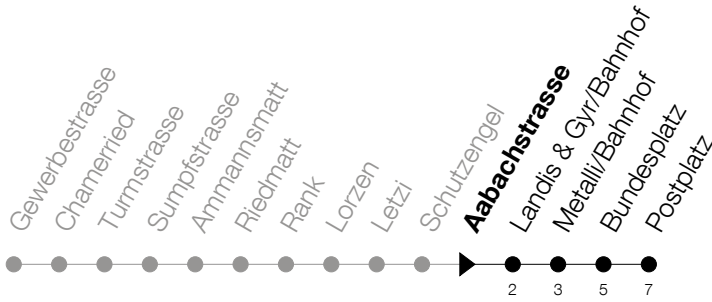 Gewerbestrasse
Chamerried
Turmstrasse
Sumpfstrasse
Ammannsmatt
Riedmatt
Rank
Lorzen
Letzi
Schutzengel
Aabachstrasse
Landis & Gyr/Bahnhof
Metalli/Bahnhof
Bundesplatz
Postplatz
2
3
5
7